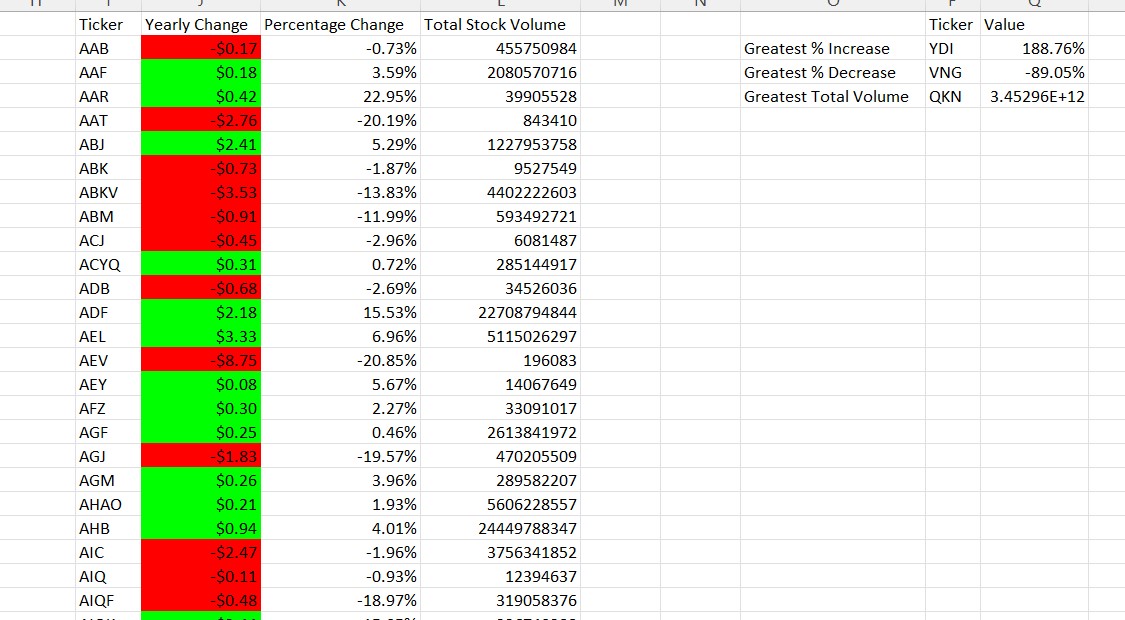 Ticker Yearly Change Percentage Change Total Stock Volume Ticker Value
AAB -$0.17 -0.73% 455750984 Greatest % Increase YDI 188.76%
AAF $0.18 3.59% 2080570716 Greatest % Decrease VNG -89.05%
AAR $0.42 22.95% 39905528 Greatest Total Volume QKN 3.45296E+12
AAT -$2.76 -20.19% 843410
ABJ $2.41 5.29% 1227953758
ABK -$0.73 -1.87% 9527549
ABKV -$3.53 -13.83% 4402222603
ABM -$0.91 -11.99% 593492721
ACJ -$0.45 -2.96% 6081487
ACYQ $0.31 0.72% 285144917
ADB -$0.68 -2.69% 34526036
ADF $2.18 15.53% 22708794844
AEL $3.33 6.96% 5115026297
AEV -$8.75 -20.85% 196083
AEY $0.08 5.67% 14067649
AFZ $0.30 2.27% 33091017
AGF $0.25 0.46% 2613841972
AGJ -$1.83 -19.57% 470205509
AGM $0.26 3.96% 289582207
AHAO $0.21 1.93% 5606228557
AHB $0.94 4.01% 24449788347
AIC -$2.47 -1.96% 3756341852
AIQ -$0.11 -0.93% 12394637
AIQF -$0.48 -18.97% 319058376